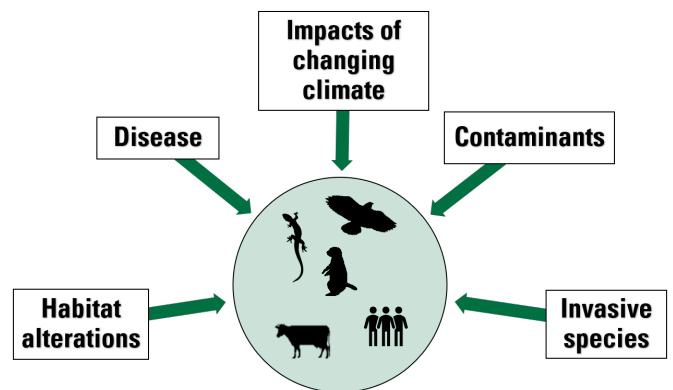 Impacts of
changing
climate
Disease
Contaminants
Habitat
alterations
Invasive
species